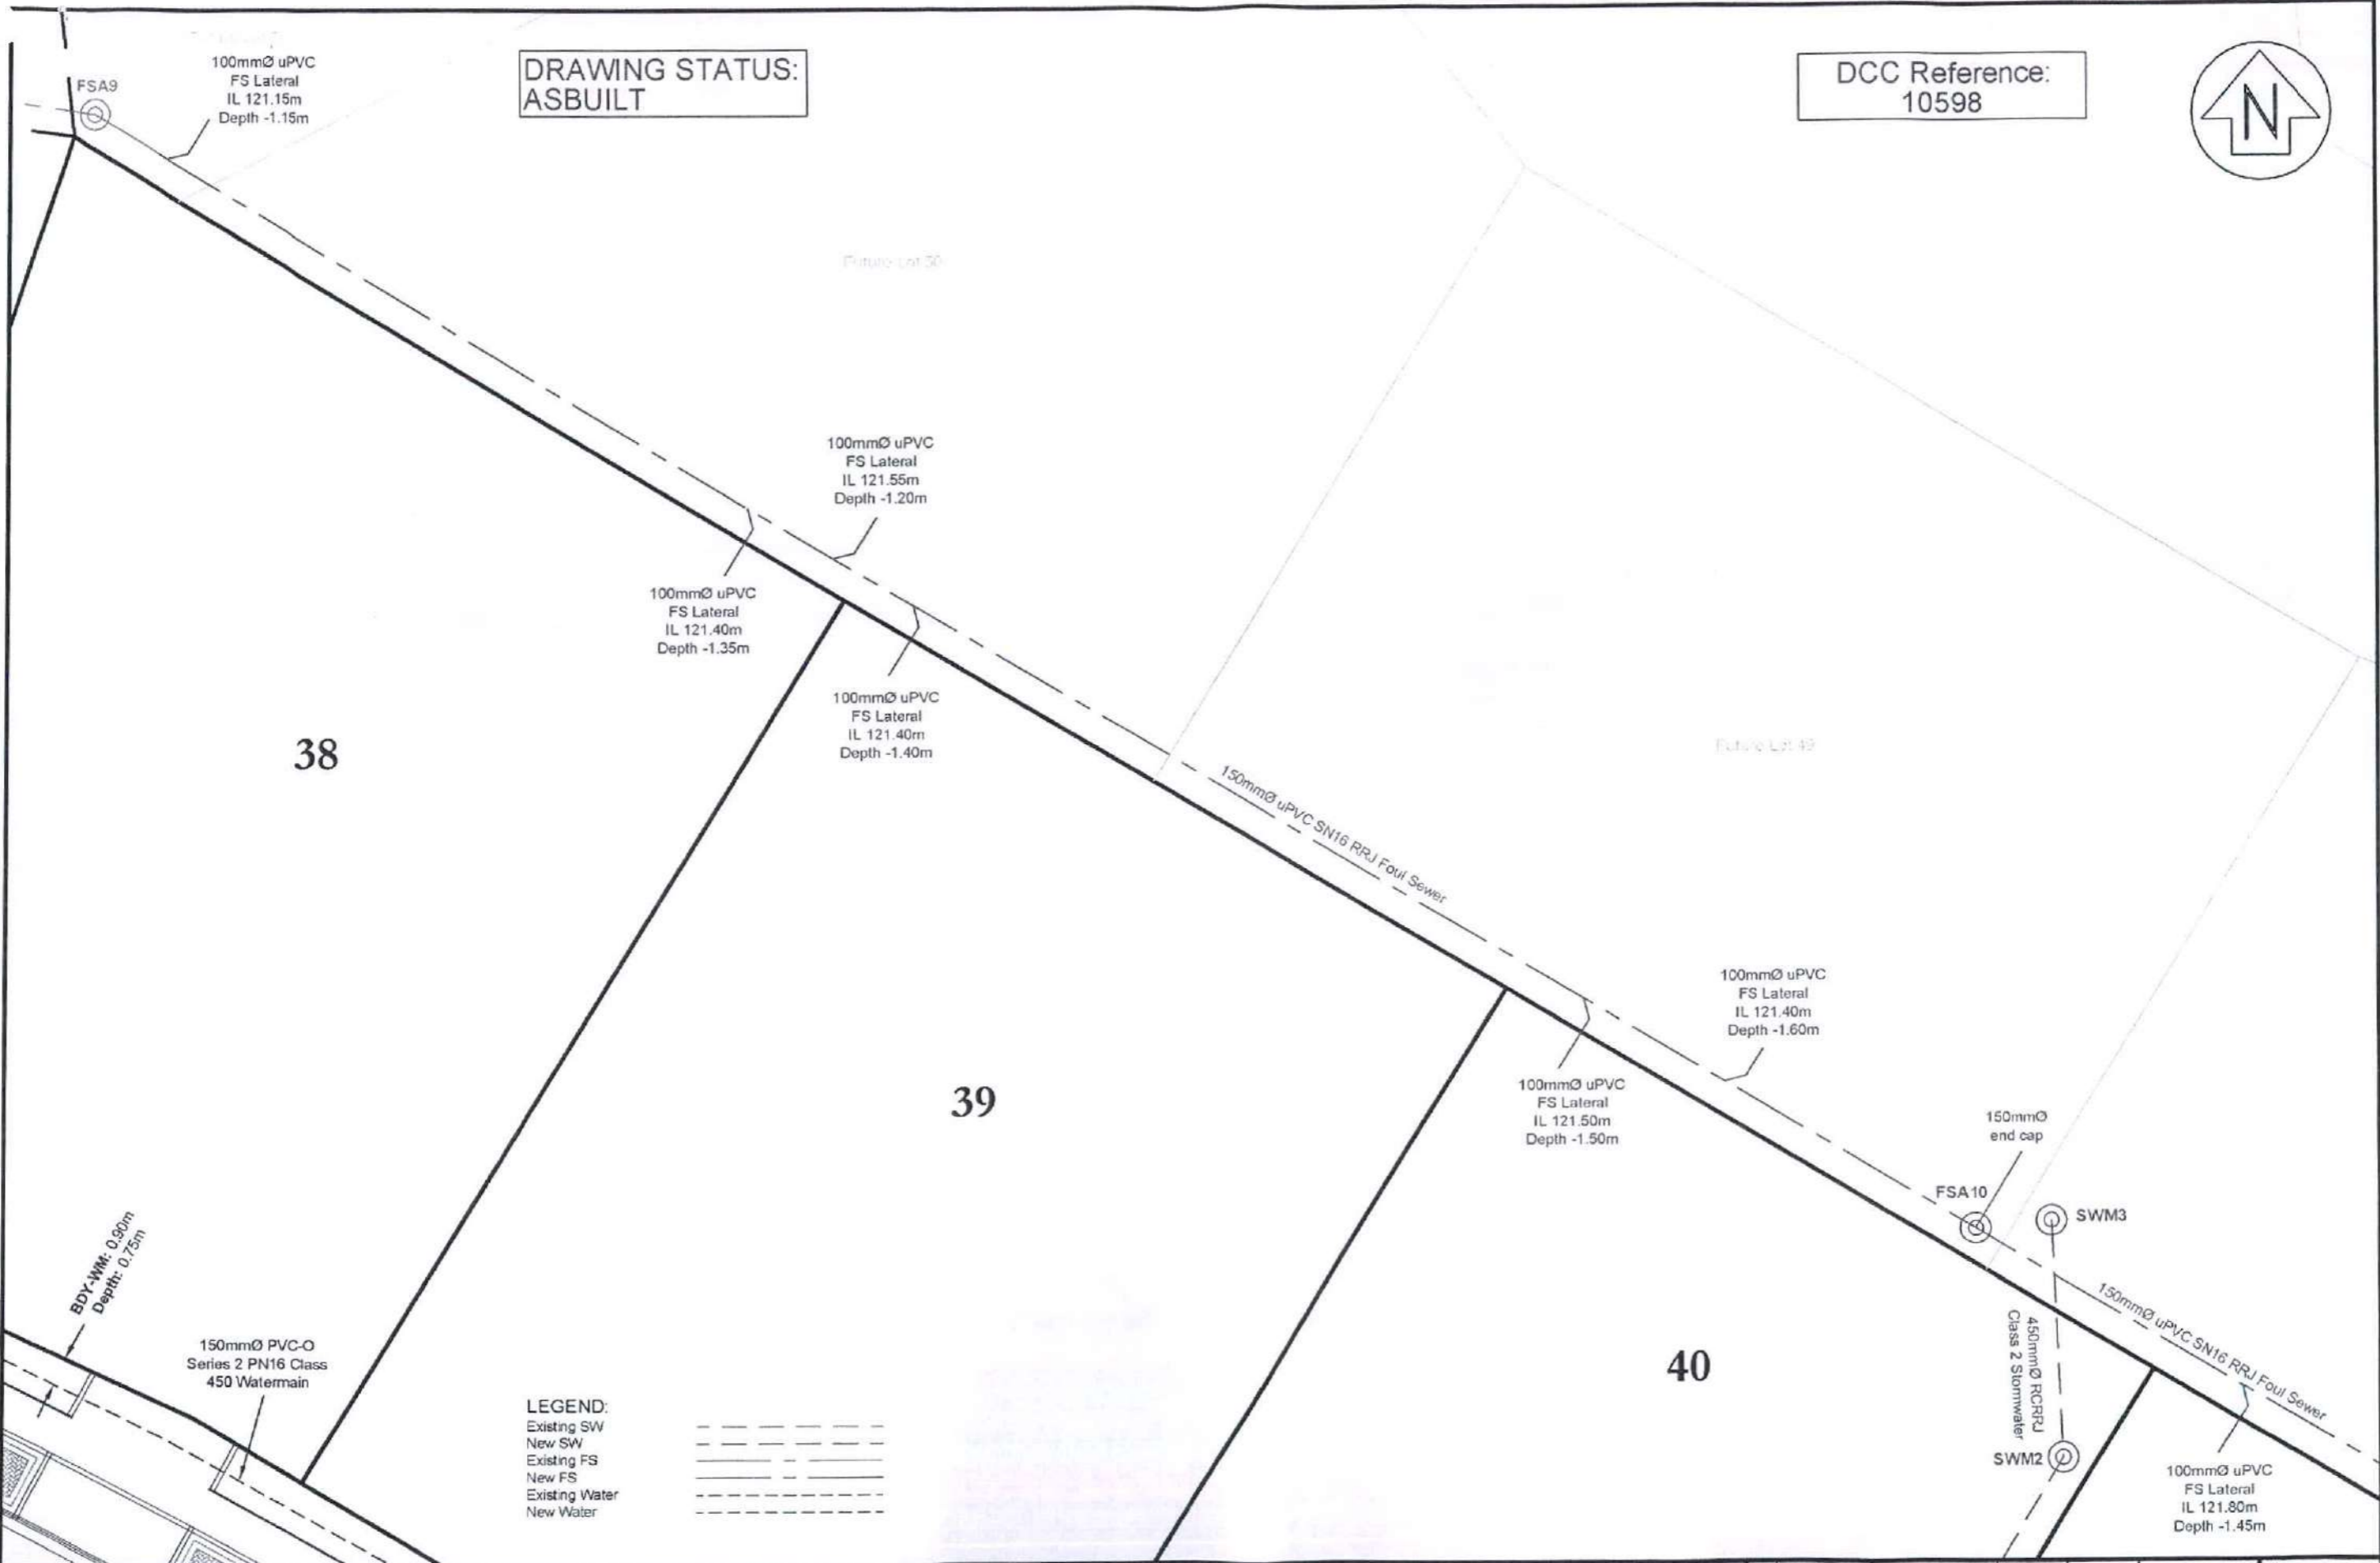 DRAWING STATUS:
ASBUILT
DCC Reference:
10598
N
FSA9
100mmØ uPVC
FS Lateral
IL 121.15m
Depth -1.15m
Future Lot 50
100mmØ uPVC
FS Lateral
IL 121.55m
Depth -1.20m
100mmØ uPVC
FS Lateral
IL 121.40m
Depth -1.35m
100mmØ uPVC
FS Lateral
IL 121.40m
Depth -1.40m
38
Future Lot 49
150mmØ uPVC SN16 RRJ Foul Sewer
100mmØ uPVC
FS Lateral
IL 121.40m
Depth -1.60m
39
100mmØ uPVC
FS Lateral
IL 121.50m
Depth -1.50m
150mmØ
end cap
FSA10
SWM3
BDY-WM: 0.90m
Depth: 0.75m
150mmØ PVC-O
Series 2 PN16 Class
450 Watermain
40
450mmØ RCRRJ
Class 2 Stormwater
150mmØ uPVC SN16 RRJ Foul Sewer
SWM2
100mmØ uPVC
FS Lateral
IL 121.80m
Depth -1.45m
LEGEND:
Existing SW
New SW
Existing FS
New FS
Existing Water
New Water